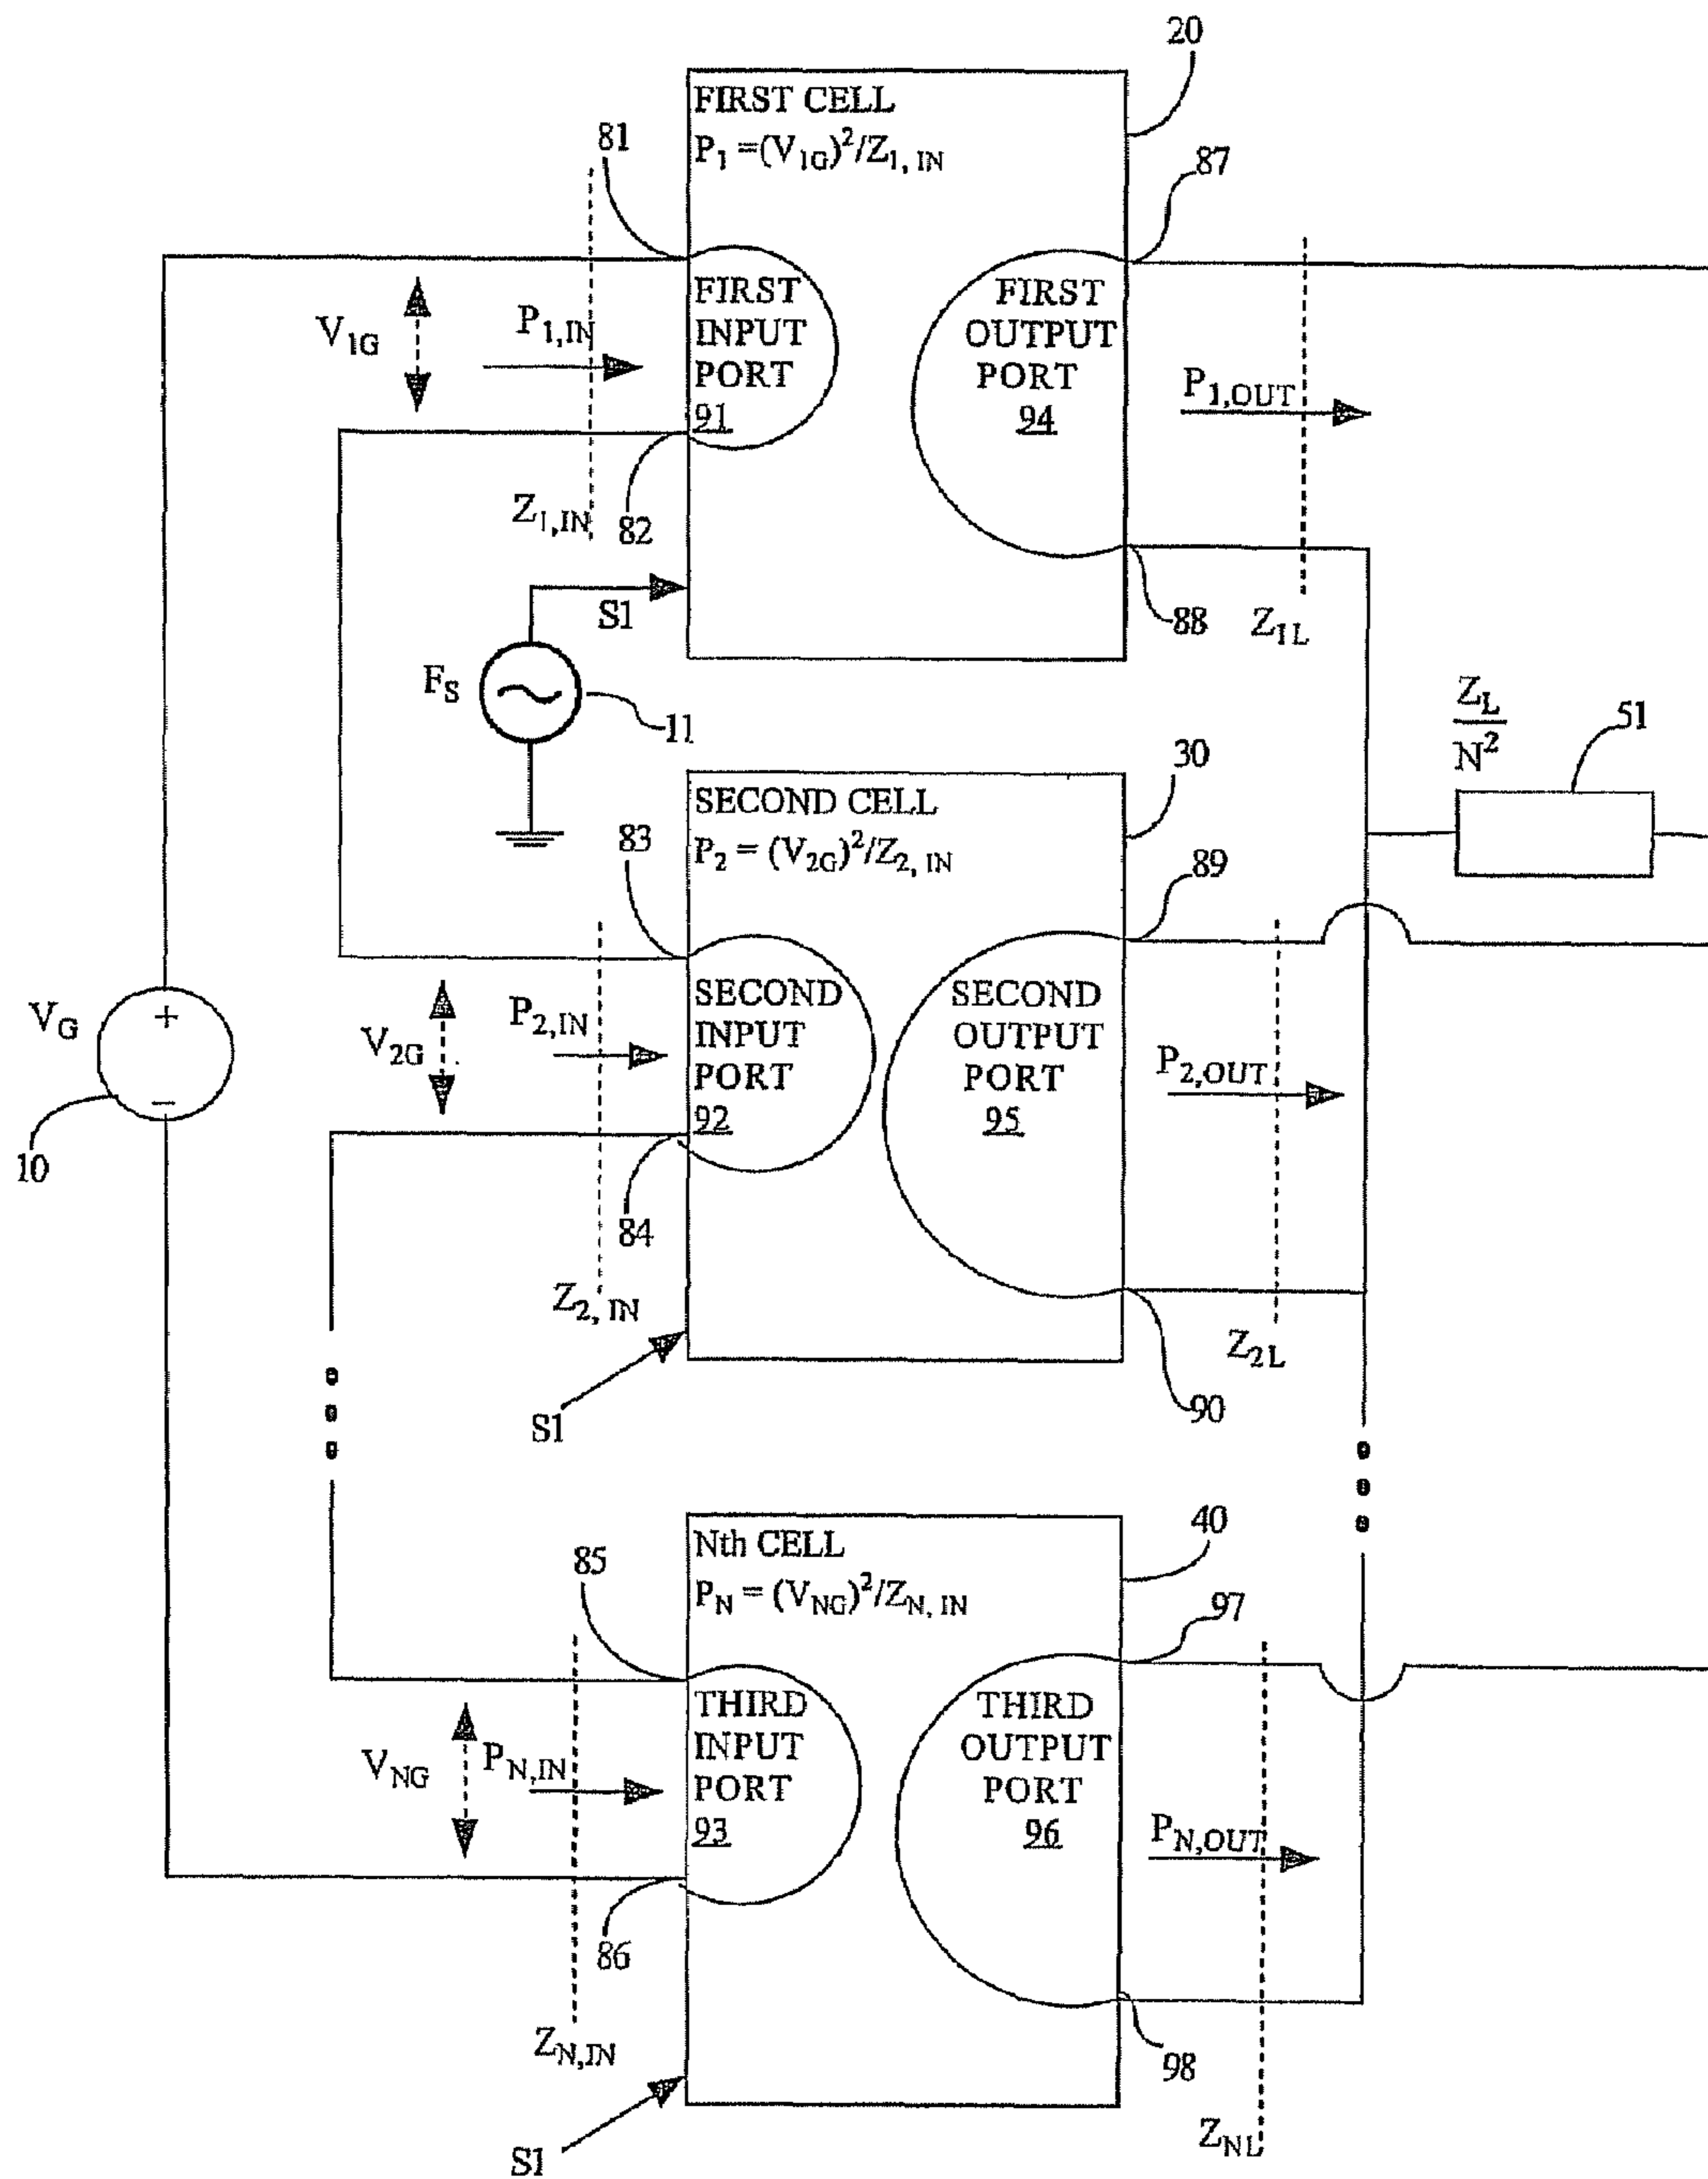 20
FIRST CELL
P₁ =(V₁G)²/Z₁, IN
81
87
V₁G
P₁,IN
FIRST
INPUT
PORT
91
FIRST
OUTPUT
PORT
94
P₁,OUT
Z₁,IN
82
S1
88
Z₁L
FS
11
ZL
N²
51
30
SECOND CELL
P₂ = (V₂G)²/Z₂, IN
83
89
VG
+
−
10
V₂G
P₂,IN
SECOND
INPUT
PORT
92
SECOND
OUTPUT
PORT
95
P₂,OUT
84
Z₂, IN
Z₂L
S1
90
40
Nth CELL
PN = (VNG)²/ZN, IN
85
97
VNG
PN,IN
THIRD
INPUT
PORT
93
THIRD
OUTPUT
PORT
96
PN,OUT
86
ZN,IN
98
ZNL
S1